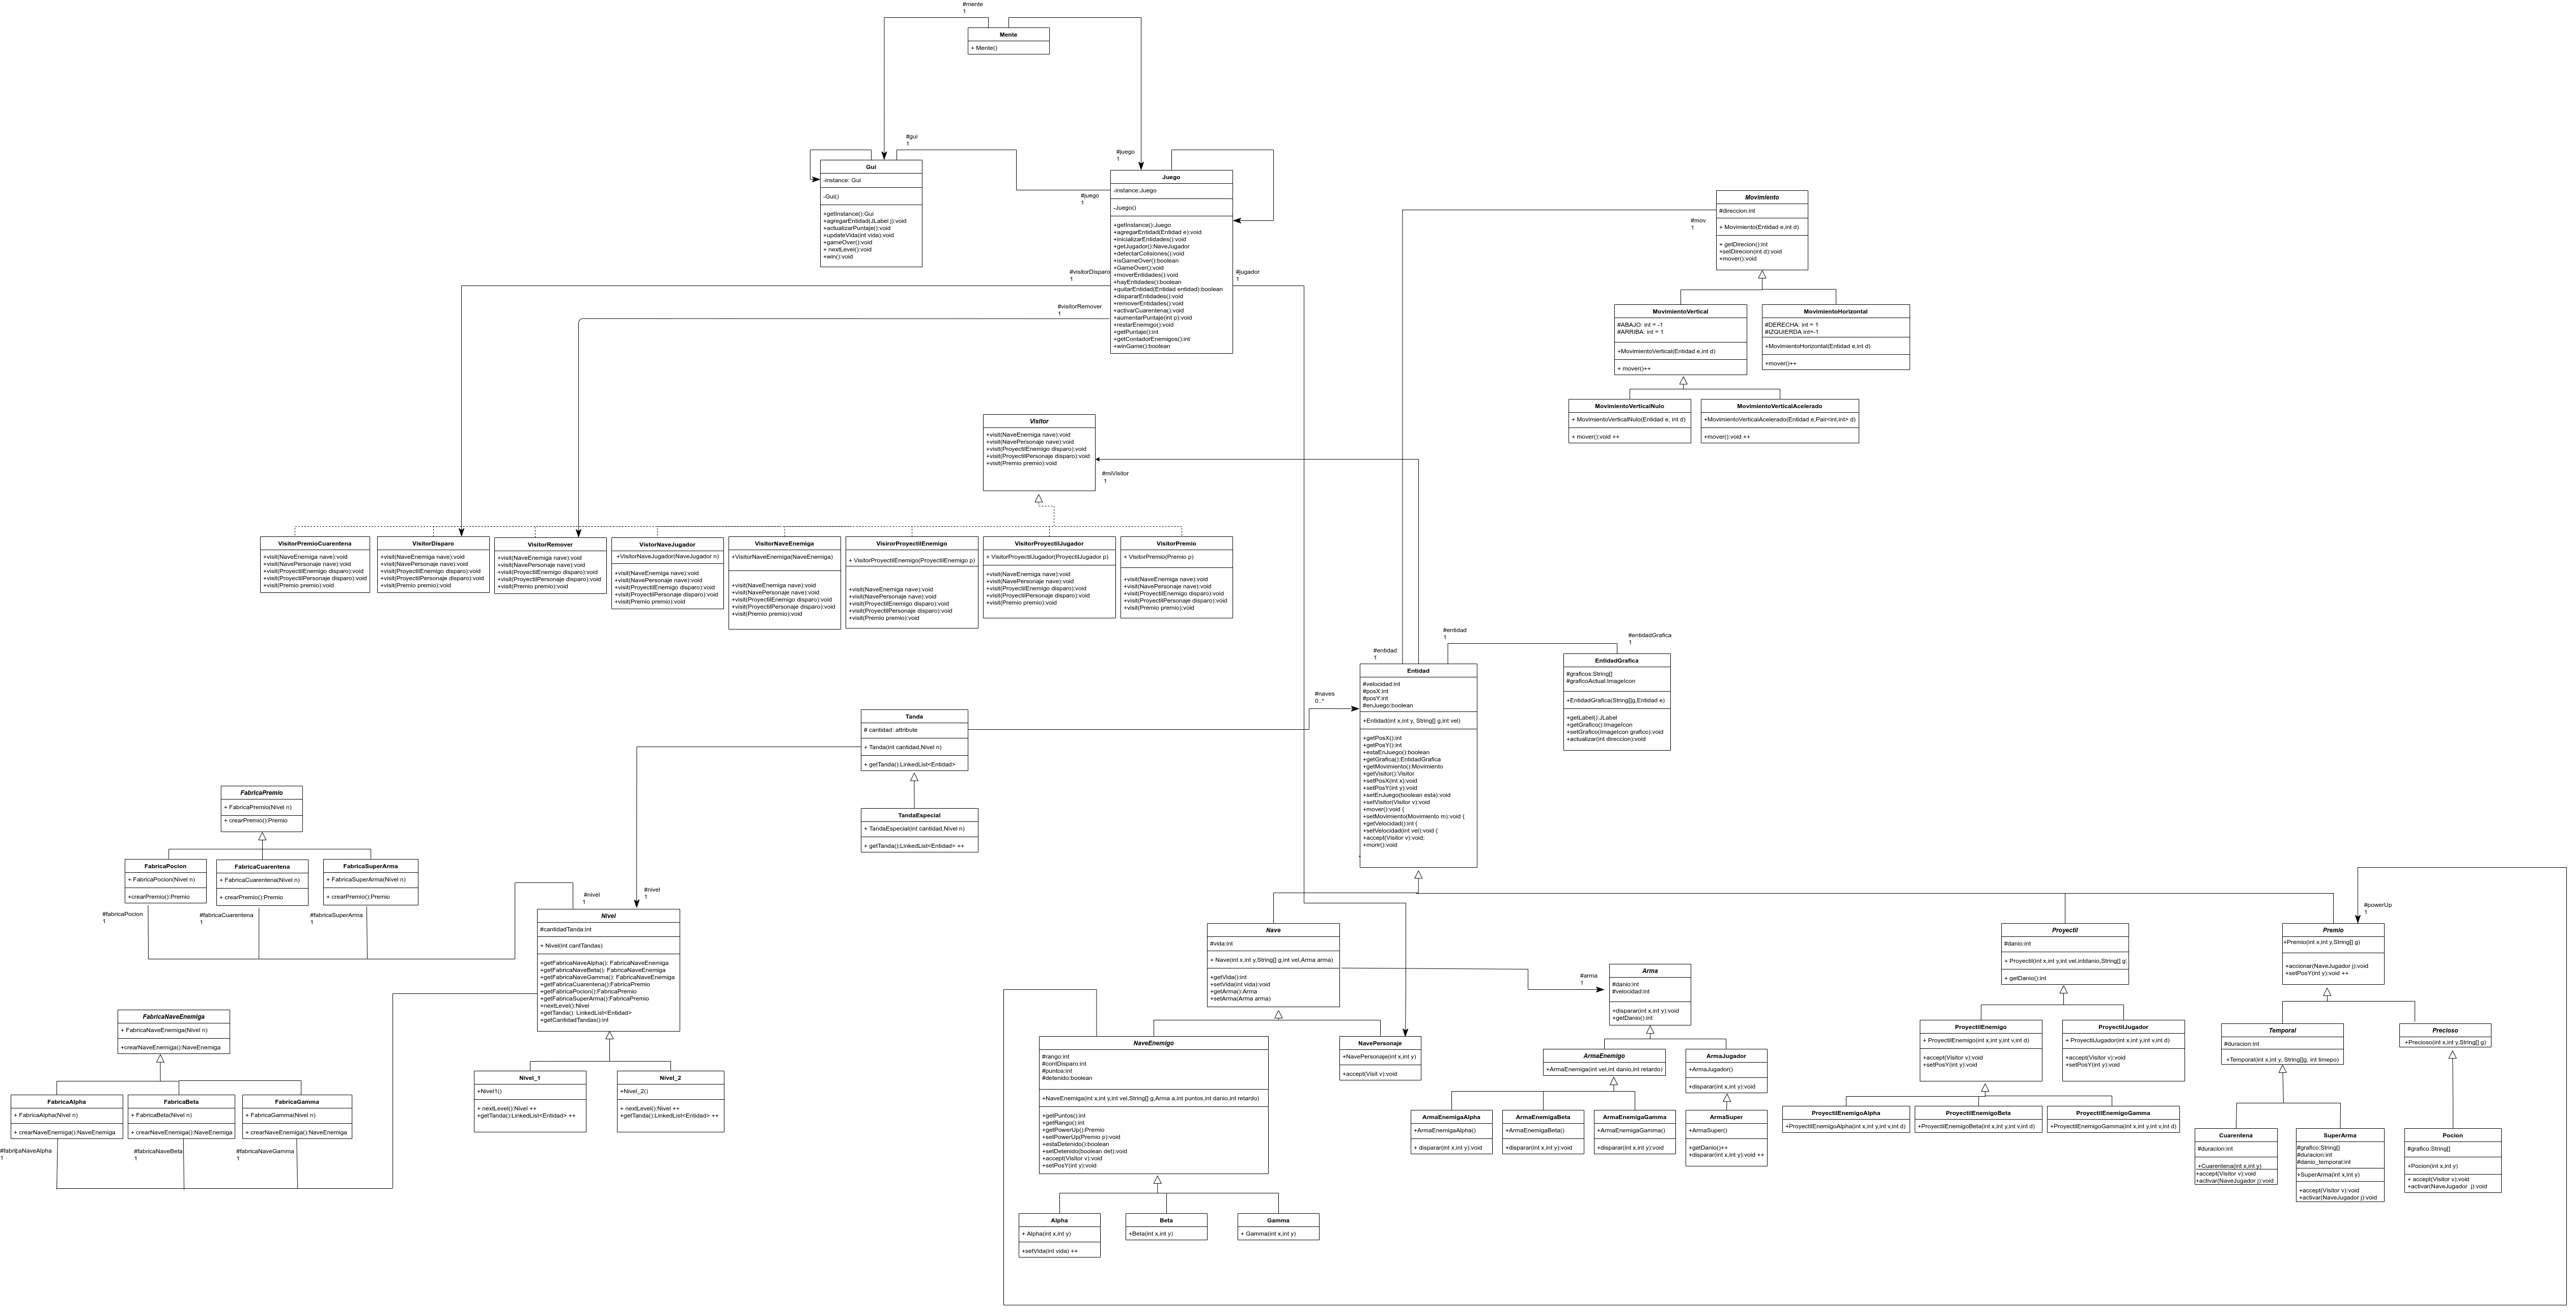 #mente
1
Mente
+ Mente()
#gui
1
Gui
-instance: Gui
-Gui()
+getInstance():Gui
+agregarEntidad(JLabel j):void
+actualizarPuntaje():void
+updateVida(int vida):void
+gameOver():void
+ nextLevel():void
+win():void
#juego
1
#juego
1
Juego
-instance:Juego
-Juego()
+getInstance():Juego
+agregarEntidad(Entidad e):void
+inicializarEntidades():void
+getJugador():NaveJugador
+detectarColisiones():void
+isGameOver():boolean
+GameOver():void
+moverEntidades():void
+hayEntidades():boolean
+quitarEntidad(Entidad entidad):boolean
+dispararEntidades():void
+removerEntidades():void
+activarCuarentena():void
+aumentarPuntaje(int p):void
+restarEnemigo():void
+getPuntaje():int
+getContadorEnemigos():int
+winGame():boolean
#visitorDisparo
1
#visitorRemover
1
#jugador
1
#mov
1
Movimiento
#direccion:int
+ Movimiento(Entidad e,int d)
+ getDirecion():int
+setDirecion(int d):void
+mover():void
MovimientoVertical
#ABAJO: int = -1
#ARRIBA: int = 1
+MovimientoVertical(Entidad e,int d)
+ mover()++
MovimientoHorizontal
#DERECHA: int = 1
#IZQUIERDA int=-1
+MovimientoHorizontal(Entidad e,int d)
+mover()++
MovimientoVerticalNulo
+ MovimientoVerticalNulo(Entidad e, int d)
+ mover():void ++
MovimientoVerticalAcelerado
+MovimientoVerticalAcelerado(Entidad e,Pair<int,int> d)
+mover():void ++
Visitor
+visit(NaveEnemiga nave):void
+visit(NavePersonaje nave):void
+visit(ProyectilEnemigo disparo):void
+visit(ProyectilPersonaje disparo):void
+visit(Premio premio):void
#miVisitor
1
VisitorPremioCuarentena
+visit(NaveEnemiga nave):void
+visit(NavePersonaje nave):void
+visit(ProyectilEnemigo disparo):void
+visit(ProyectilPersonaje disparo):void
+visit(Premio premio):void
VisitorDisparo
+visit(NaveEnemiga nave):void
+visit(NavePersonaje nave):void
+visit(ProyectilEnemigo disparo):void
+visit(ProyectilPersonaje disparo):void
+visit(Premio premio):void
VisitorRemover
+visit(NaveEnemiga nave):void
+visit(NavePersonaje nave):void
+visit(ProyectilEnemigo disparo):void
+visit(ProyectilPersonaje disparo):void
+visit(Premio premio):void
VistorNaveJugador
+VisitorNaveJugador(NaveJugador n)
+visit(NaveEnemiga nave):void
+visit(NavePersonaje nave):void
+visit(ProyectilEnemigo disparo):void
+visit(ProyectilPersonaje disparo):void
+visit(Premio premio):void
VisitorNaveEnemiga
+VisitorNaveEnemiga(NaveEnemiga)
+visit(NaveEnemiga nave):void
+visit(NavePersonaje nave):void
+visit(ProyectilEnemigo disparo):void
+visit(ProyectilPersonaje disparo):void
+visit(Premio premio):void
VisirorProyectilEnemigo
+ VisitorProyectilEnemigo(ProyectilEnemigo p)
+visit(NaveEnemiga nave):void
+visit(NavePersonaje nave):void
+visit(ProyectilEnemigo disparo):void
+visit(ProyectilPersonaje disparo):void
+visit(Premio premio):void
VisitorProyectilJugador
+ VisitorProyectilJugador(ProyectilJugador p)
+visit(NaveEnemiga nave):void
+visit(NavePersonaje nave):void
+visit(ProyectilEnemigo disparo):void
+visit(ProyectilPersonaje disparo):void
+visit(Premio premio):void
VisitorPremio
+ VisitorPremio(Premio p)
+visit(NaveEnemiga nave):void
+visit(NavePersonaje nave):void
+visit(ProyectilEnemigo disparo):void
+visit(ProyectilPersonaje disparo):void
+visit(Premio premio):void
#entidad
1
#entidad
1
#entidadGrafica
1
#naves
0..*
Entidad
#velocidad:int
#posX:int
#posY:int
#enJuego:boolean
+Entidad(int x,int y, String[] g,int vel)
+getPosX():int
+getPosY():int
+estaEnJuego():boolean
+getGrafica():EntidadGrafica
+getMovimiento():Movimiento
+getVisitor():Visitor
+setPosX(int x):void
+setPosY(int y):void
+setEnJuego(boolean esta):void
+setVisitor(Visitor v):void
+mover():void {
+setMovimiento(Movimiento m):void {
+getVelocidad():int {
+setVelocidad(int vel):void {
+accept(Visitor v):void;
+morir():void
EntidadGrafica
#graficos:String[]
#graficoActual:ImageIcon
+EntidadGrafica(String[]g,Entidad e)
+getLabel():JLabel
+getGrafico():ImageIcon
+setGrafico(ImageIcon grafico):void
+actualizar(int direccion):void
Tanda
# cantidad: attribute
+ Tanda(int cantidad,Nivel n)
+ getTanda():LinkedList<Entidad>
TandaEspecial
+ TandaEspecial(int cantidad,Nivel n)
+ getTanda():LinkedList<Entidad> ++
FabricaPremio
+ FabricaPremio(Nivel n)
+ crearPremio():Premio
FabricaPocion
+ FabricaPocion(Nivel n)
+crearPremio():Premio
FabricaCuarentena
+ FabricaCuarentena(Nivel n)
+ crearPremio():Premio
FabricaSuperArma
+ FabricaSuperArma(Nivel n)
+ crearPremio():Premio
#fabricaPocion
1
#fabricaCuarentena
1
#fabricaSuperArma
1
#nivel
1
#nivel
1
Nivel
#cantidadTanda:int
+ Nivel(int cantTandas)
+getFabricaNaveAlpha(): FabricaNaveEnemiga
+getFabricaNaveBeta(): FabricaNaveEnemiga
+getFabricaNaveGamma(): FabricaNaveEnemiga
+getFabricaCuarentena():FabricaPremio
+getFabricaPocion():FabricaPremio
+getFabricaSuperArma():FabricaPremio
+nextLevel():Nivel
+getTanda(): LinkedList<Entidad>
+getCantidadTandas():int
Nivel_1
+Nivel1()
+ nextLevel():Nivel ++
+getTanda():LinkedList<Entidad> ++
Nivel_2
+Nivel_2()
+ nextLevel():Nivel ++
+getTanda():LinkedList<Entidad> ++
FabricaNaveEnemiga
+ FabricaNaveEnemiga(Nivel n)
+crearNaveEnemiga():NaveEnemiga
FabricaAlpha
+ FabricaAlpha(Nivel n)
+ crearNaveEnemiga():NaveEnemiga
FabricaBeta
+ FabricaBeta(Nivel n)
+ crearNaveEnemiga():NaveEnemiga
FabricaGamma
+ FabricaGamma(Nivel n)
+ crearNaveEnemiga():NaveEnemiga
#fabricaNaveAlpha
1
#fabricaNaveBeta
1
#fabricaNaveGamma
1
Nave
#vida:int
+ Nave(int x,int y,String[] g,int vel,Arma arma)
+getVida():int
+setVida(int vida):void
+getArma():Arma
+setArma(Arma arma)
NaveEnemigo
#rango:int
#contDisparo:int
#puntos:int
#detenido:boolean
+NaveEnemiga(int x,int y,int vel,String[] g,Arma a,int puntos,int danio,int retardo)
+getPuntos():int
+getRango():int
+getPowerUp():Premio
+setPowerUp(Premio p):void
+estaDetenido():boolean
+setDetenido(boolean det):void
+accept(Visitor v):void
+setPosY(int y):void
NavePersonaje
+NavePersonaje(int x,int y)
+accept(Visit v):void
Alpha
+ Alpha(int x,int y)
+setVida(int vida) ++
Beta
+Beta(int x,int y)
Gamma
+ Gamma(int x,int y)
#arma
1
Arma
#danio:int
#velocidad:int
+disparar(int x,int y):void
+getDanio():int
ArmaEnemigo
+ArmaEnemiga(int vel,int danio,int retardo)
ArmaJugador
+ArmaJugador()
+disparar(int x,int y):void
ArmaEnemigaAlpha
+ArmaEnemigaAlpha()
+ disparar(int x,int y):void
ArmaEnemigaBeta
+ArmaEnemigaBeta()
+disparar(int x,int y):void
ArmaEnemigaGamma
+ArmaEnemigaGamma()
+disparar(int x,int y):void
ArmaSuper
+ArmaSuper()
+getDanio()++
+disparar(int x,int y):void ++
Proyectil
#danio:int
+ Proyectil(int x,int y,int vel,intdanio,String[] g
+ getDanio():int
ProyectilEnemigo
+ ProyectilEnemigo(int x,int y,int v,int d)
+accept(Visitor v):void
+setPosY(int y):void
ProyectilJugador
+ ProyectilJugador(int x,int y,int v,int d)
+accept(Visitor v):void
+setPosY(int y):void
ProyectilEnemigoAlpha
+ProyectilEnemigoAlpha(int x,int y,int v,int d)
ProyectilEnemigoBeta
+ProyectilEnemigoBeta(int x,int y,int v,int d)
ProyectilEnemigoGamma
+ProyectilEnemigoGamma(int x,int y,int v,int d)
#powerUp
1
Premio
+Premio(int x,int y,String[] g)
+accionar(NaveJugador j):void
+setPosY(int y):void ++
Temporal
#duracion:int
+Temporal(int x,int y, String[]g, int timepo)
Precioso
+Precioso(int x,int y,String[] g)
Cuarentena
#duracion:int
+Cuarentena(int x,int y)
+accept(Visitor v):void
+activar(NaveJugador j):void
SuperArma
#grafico:String[]
#duracion:int
#danio_temporal:int
+SuperArma(int x,int y)
+accept(Visitor v):void
+activar(NaveJugador j):void
Pocion
#grafico:String[]
+Pocion(int x,int y)
+ accept(Visitor v):void
+activar(NaveJugador j):void